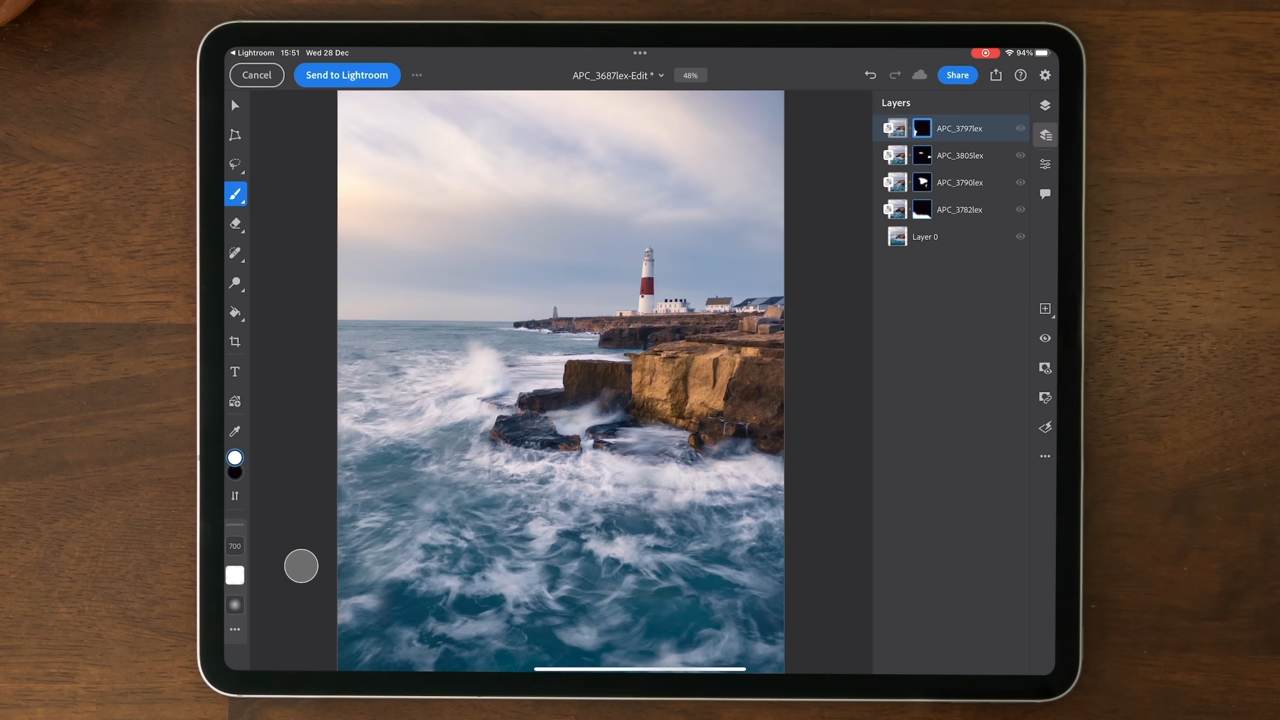 Lightroom 15:51 Wed 28 Dec 94%
Cancel Send to Lightroom APC_3687lex-Edit * 48% Share
Layers
APC_3797lex
APC_3805lex
APC_3790lex
APC_3782lex
Layer 0
T
700